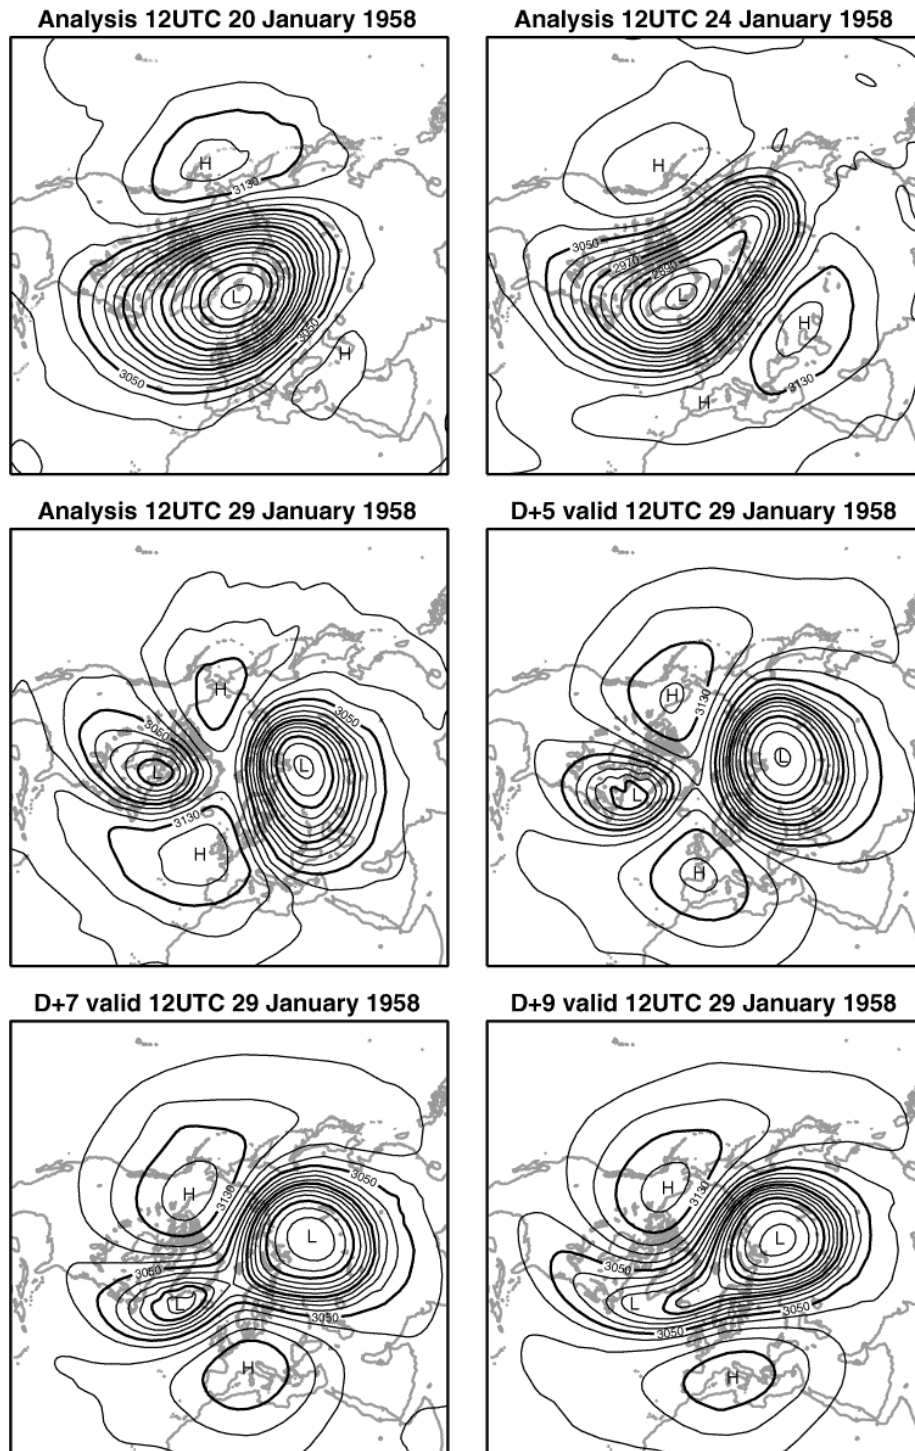 Analysis 12UTC 20 January 1958
H
3130
L
3050
H
3050
Analysis 12UTC 24 January 1958
H
3050
2970
2890
L
H
3130
H
Analysis 12UTC 29 January 1958
H
3050
3050
L
L
3130
H
D+5 valid 12UTC 29 January 1958
H
3130
L
L
H
D+7 valid 12UTC 29 January 1958
3050
H
3130
L
3050
L
3050
H
D+9 valid 12UTC 29 January 1958
H
3130
L
3050
L
3050
3050
H